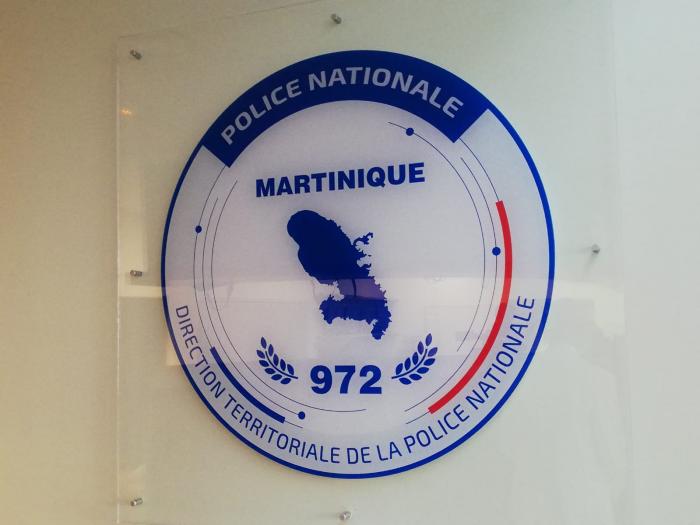 POLICE NATIONALE
MARTINIQUE
972
DIRECTION TERRITORIALE DE LA POLICE NATIONALE